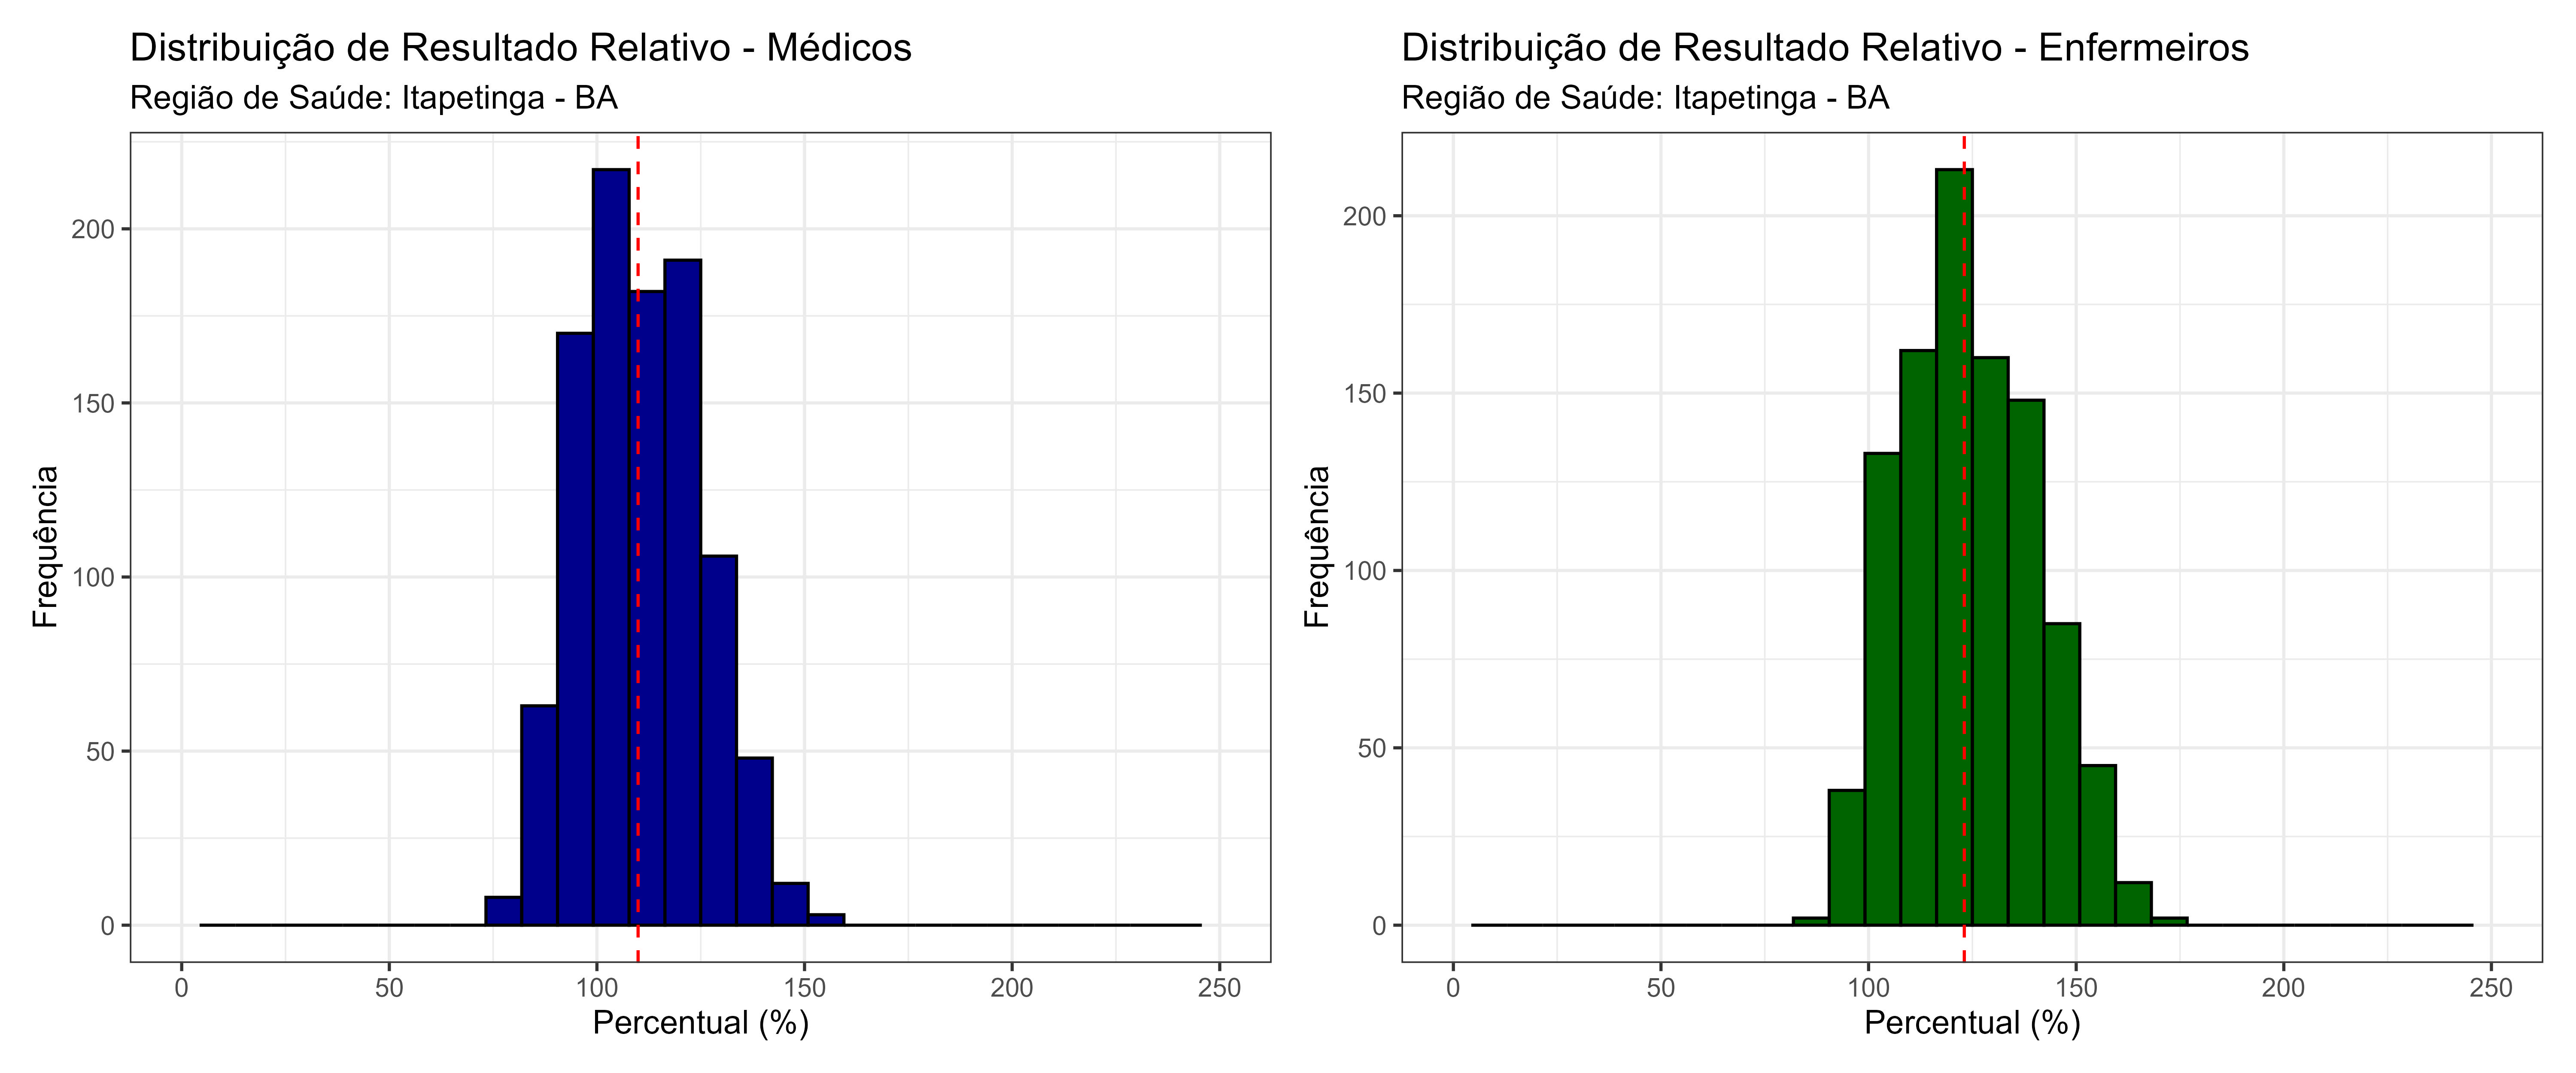 Distribuição de Resultado Relativo - Médicos
Região de Saúde: Itapetinga - BA
Frequência
200
150
100
50
0
0 50 100 150 200 250
Percentual (%)
Distribuição de Resultado Relativo - Enfermeiros
Região de Saúde: Itapetinga - BA
Frequência
200
150
100
50
0
0 50 100 150 200 250
Percentual (%)